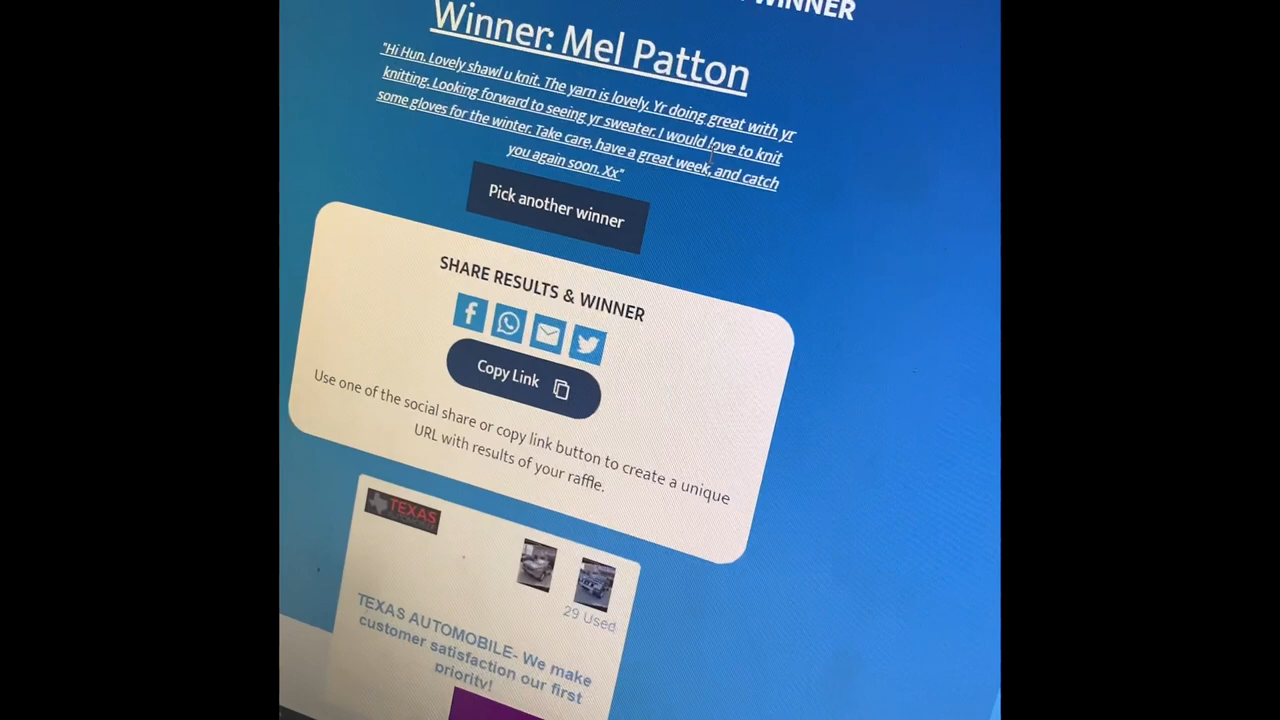 WINNER
Winner: Mel Patton
"Hi Hun. Lovely shawl u knit. The yarn is lovely. Yr doing great with yr
knitting. Looking forward to seeing yr sweater. I would love to knit
some gloves for the winter. Take care, have a great week, and catch
you again soon. Xx"
Pick another winner
SHARE RESULTS & WINNER
Copy Link
Use one of the social share or copy link button to create a unique
URL with results of your raffle.
TEXAS
29 Used
TEXAS AUTOMOBILE- We make
customer satisfaction our first
priority!